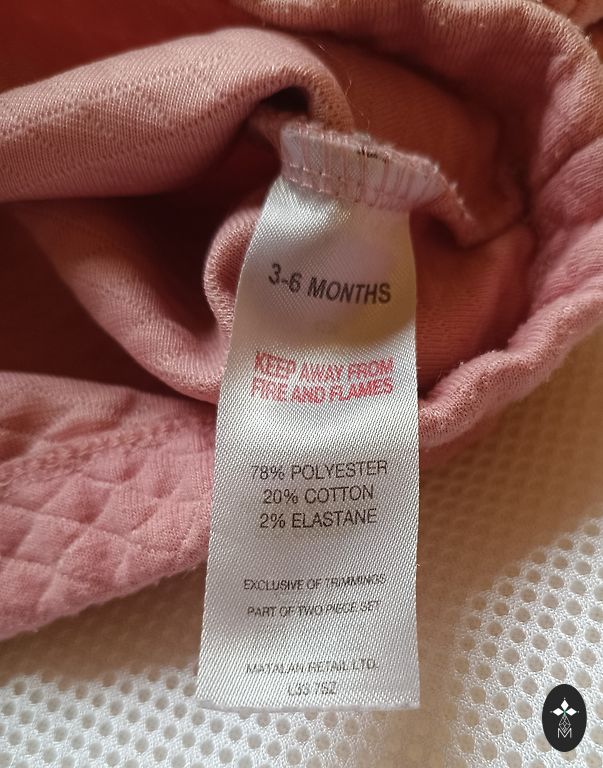 3-6 MONTHS
KEEP AWAY FROM
FIRE AND FLAMES
78% POLYESTER
20% COTTON
2% ELASTANE
EXCLUSIVE OF TRIMMINGS
PART OF TWO PIECE SET
MATALAN RETAIL LTD.
L33 7SZ
M